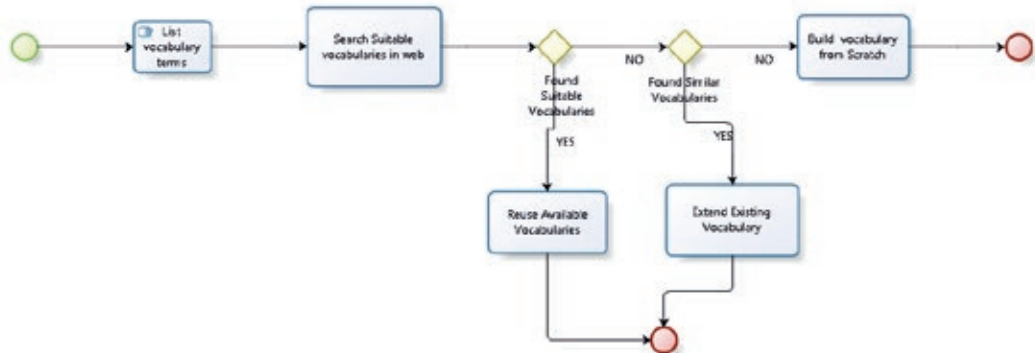 List
vocabulary
terms
Search Suitable
vocabularies in web
Found
Suitable
Vocabularies
NO
Found Similar
Vocabularies
NO
Build vocabulary
from Scratch
YES
YES
Reuse Available
Vocabularies
Extend Existing
Vocabulary